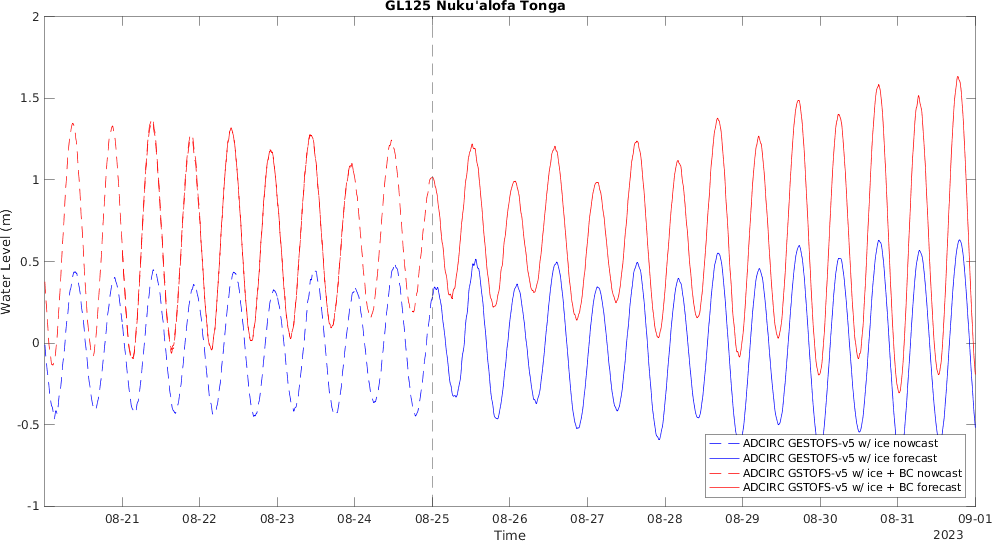 GL125 Nuku'alofa Tonga
2
1.5
1
0.5
0
-0.5
-1
Water Level (m)
ADCIRC GESTOFS-v5 w/ ice nowcast
ADCIRC GESTOFS-v5 w/ ice forecast
ADCIRC GSTOFS-v5 w/ ice + BC nowcast
ADCIRC GSTOFS-v5 w/ ice + BC forecast
08-21 08-22 08-23 08-24 08-25 08-26 08-27 08-28 08-29 08-30 08-31 09-01
Time
2023